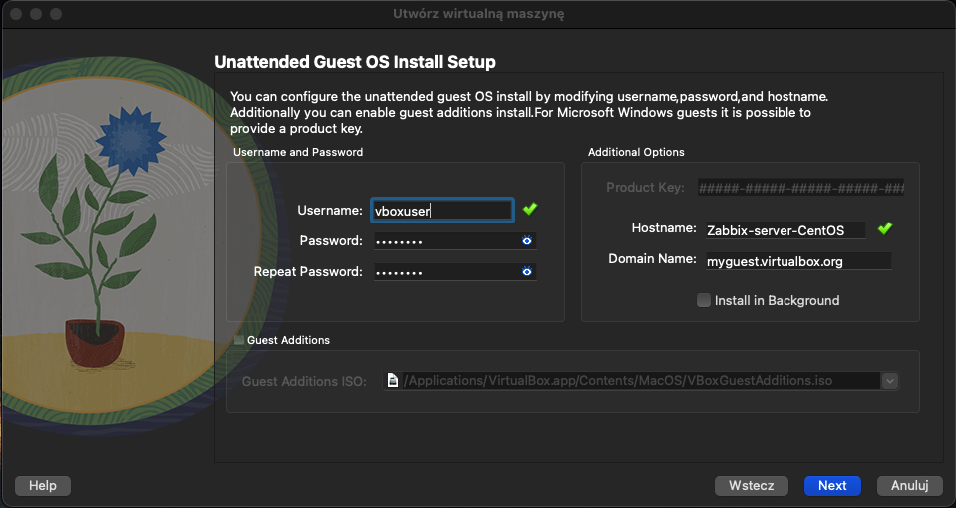 Utwórz wirtualną maszynę
Unattended Guest OS Install Setup
You can configure the unattended guest OS install by modifying username,password,and hostname.
Additionally you can enable guest additions install.For Microsoft Windows guests it is possible to
provide a product key.
Username and Password
Username: vboxuser
Password: ••••••••
Repeat Password: ••••••••
Additional Options
Product Key: #####-#####-#####-#####-###
Hostname: Zabbix-server-CentOS
Domain Name: myguest.virtualbox.org
Install in Background
Guest Additions
Guest Additions ISO: /Applications/VirtualBox.app/Contents/MacOS/VBoxGuestAdditions.iso
Help
Wstecz
Next
Anuluj